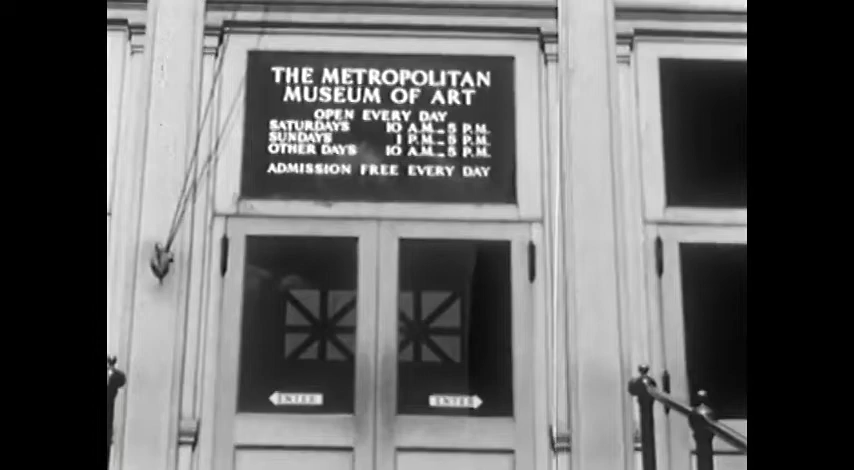 THE METROPOLITAN
MUSEUM OF ART
OPEN EVERY DAY
SATURDAYS 10 A.M.–5 P.M.
SUNDAYS 1 P.M.–5 P.M.
OTHER DAYS 10 A.M.–5 P.M.
ADMISSION FREE EVERY DAY
ENTER ENTER